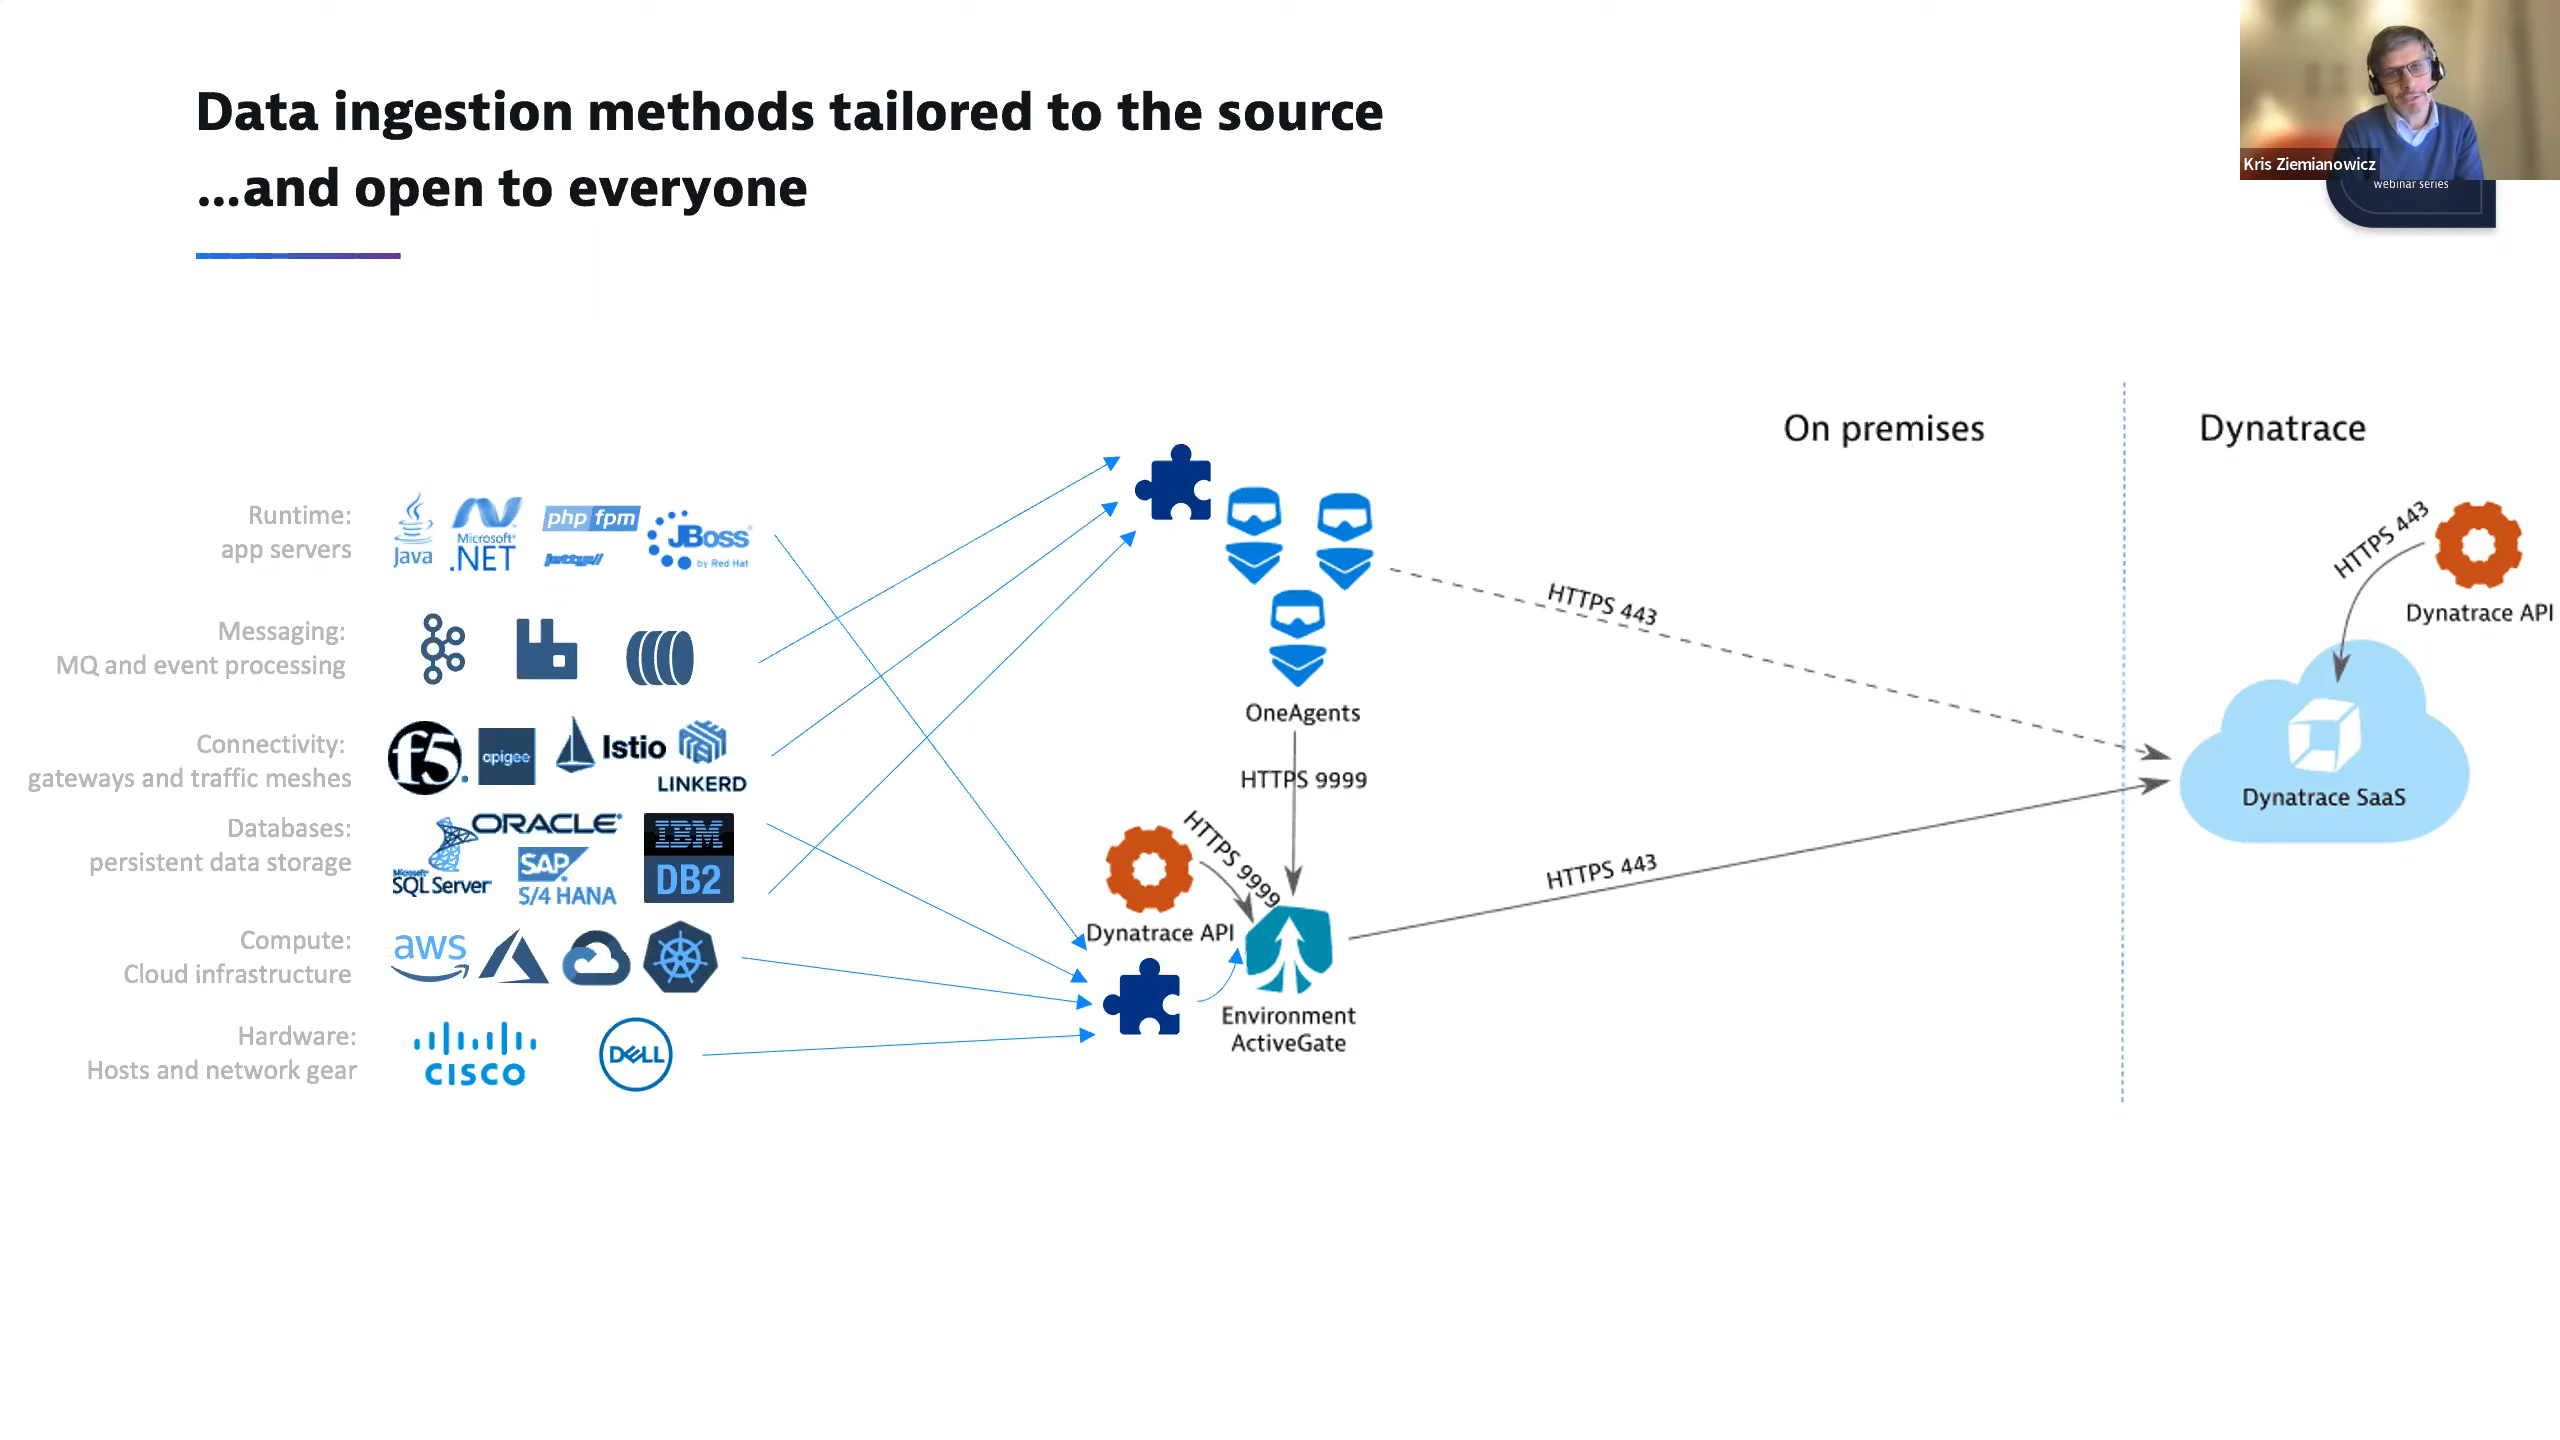 Data ingestion methods tailored to the source
...and open to everyone
Kris Ziemianowicz
webinar series
On premises
Dynatrace
Runtime:
app servers
Java
Microsoft
.NET
php fpm
jetty://
JBoss
by Red Hat
HTTPS 443
HTTPS 443
Dynatrace API
Messaging:
MQ and event processing
OneAgents
HTTPS 9999
Connectivity:
gateways and traffic meshes
f5
apigee
Istio
LINKERD
Dynatrace SaaS
Databases:
persistent data storage
ORACLE
Microsoft
SQL Server
SAP
S/4 HANA
IBM
DB2
HTTPS 9999
Dynatrace API
HTTPS 443
Compute:
Cloud infrastructure
aws
Environment
ActiveGate
Hardware:
Hosts and network gear
CISCO
DELL